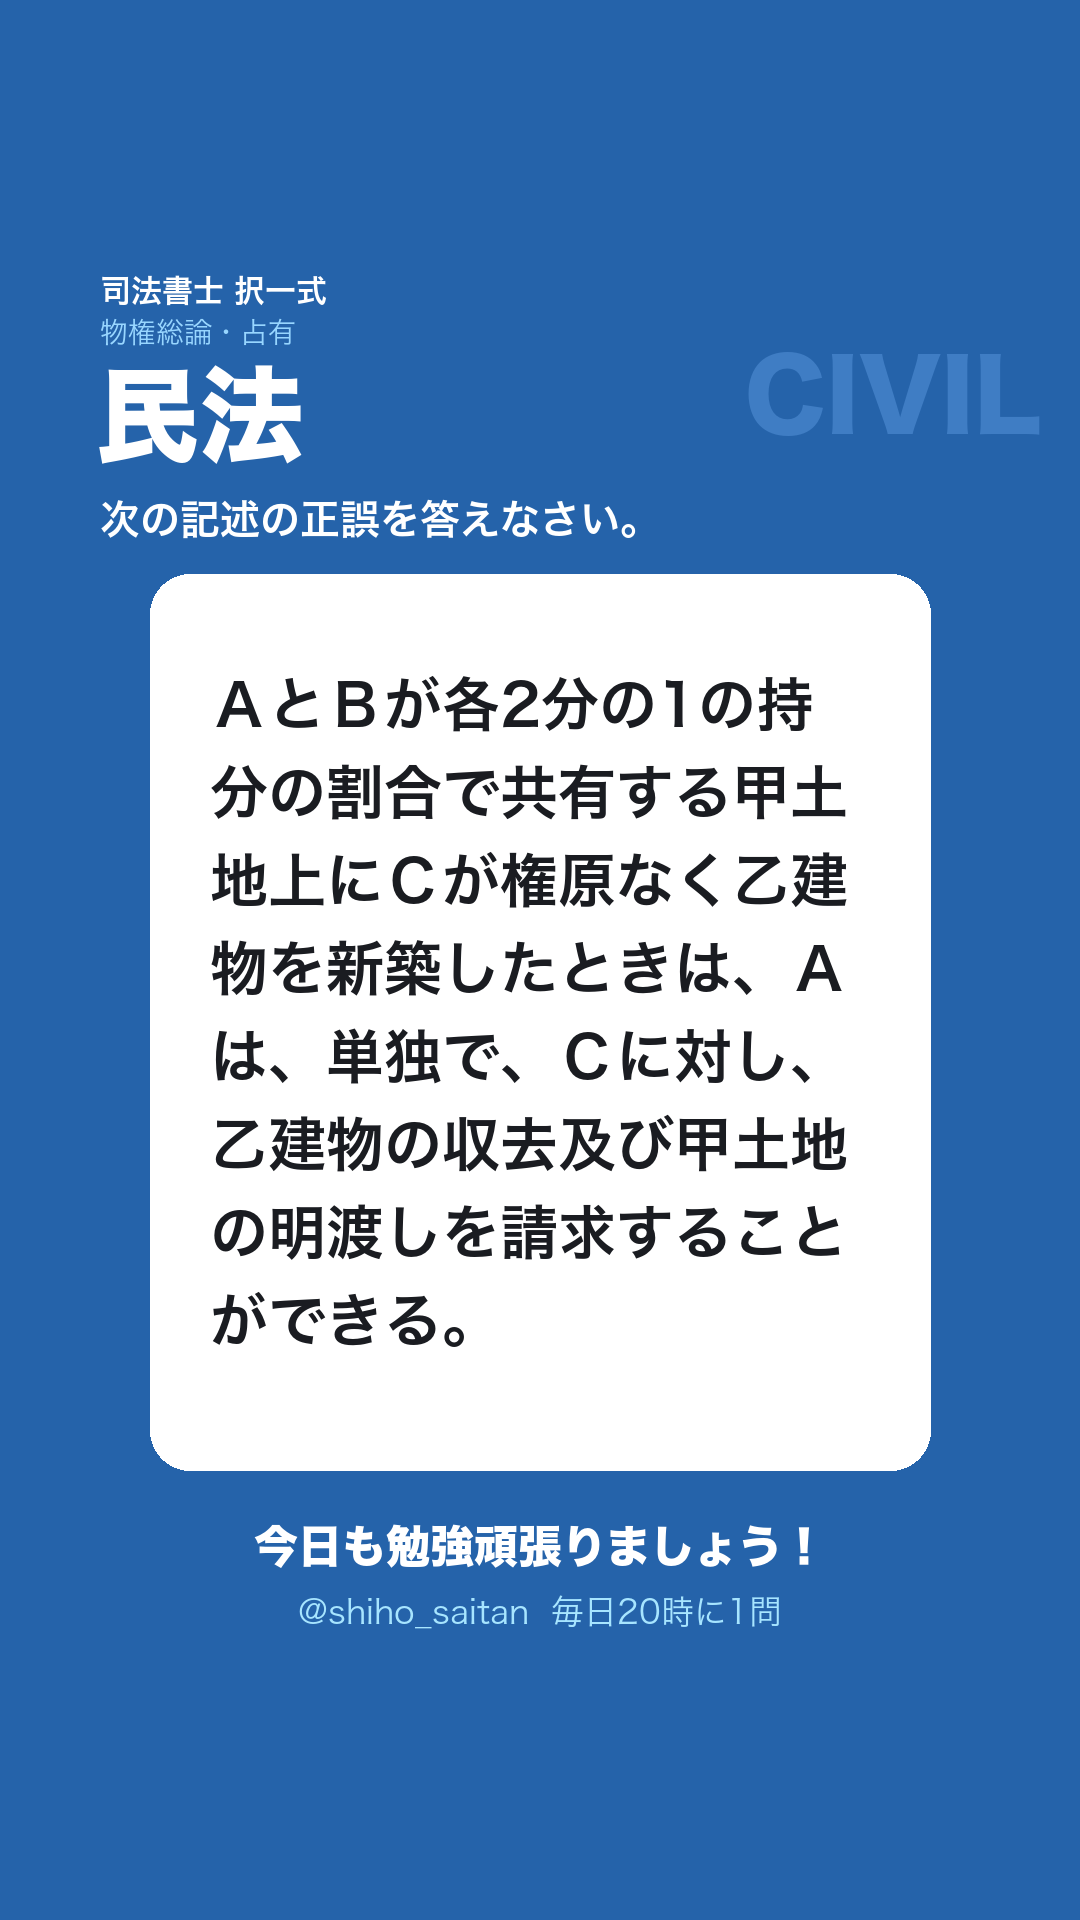 司法書士 択一式
物権総論・占有
民法
CIVIL
次の記述の正誤を答えなさい。
ＡとＢが各2分の1の持
分の割合で共有する甲土
地上にＣが権原なく乙建
物を新築したときは、Ａ
は、単独で、Ｃに対し、
乙建物の収去及び甲土地
の明渡しを請求すること
ができる。
今日も勉強頑張りましょう！
@shiho_saitan 毎日20時に1問